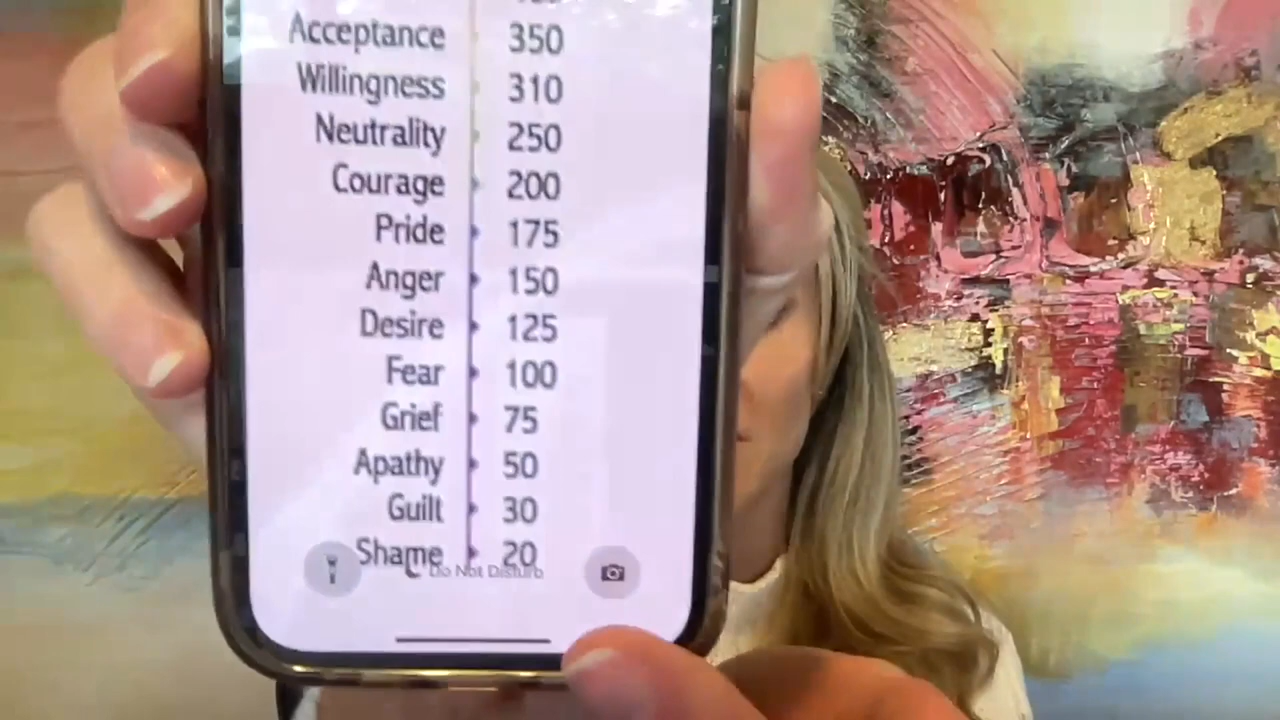 Acceptance 350
Willingness 310
Neutrality 250
Courage 200
Pride 175
Anger 150
Desire 125
Fear 100
Grief 75
Apathy 50
Guilt 30
Shame 20
Do Not Disturb